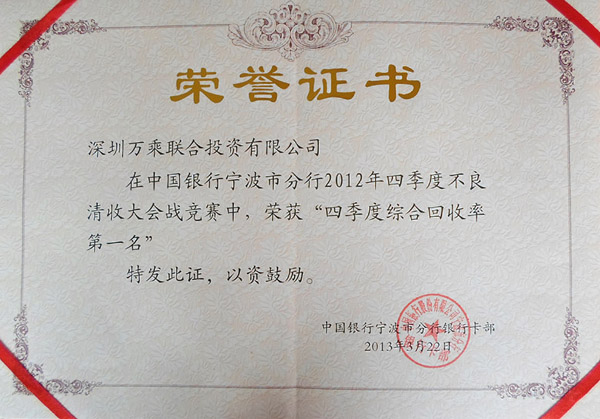 荣誉证书
深圳万乘联合投资有限公司
在中国银行宁波市分行2012年四季度不良
清收大会战竞赛中，荣获“四季度综合回收率
第一名”
特发此证，以资鼓励。
中国银行宁波市分行银行卡部
2013年3月22日